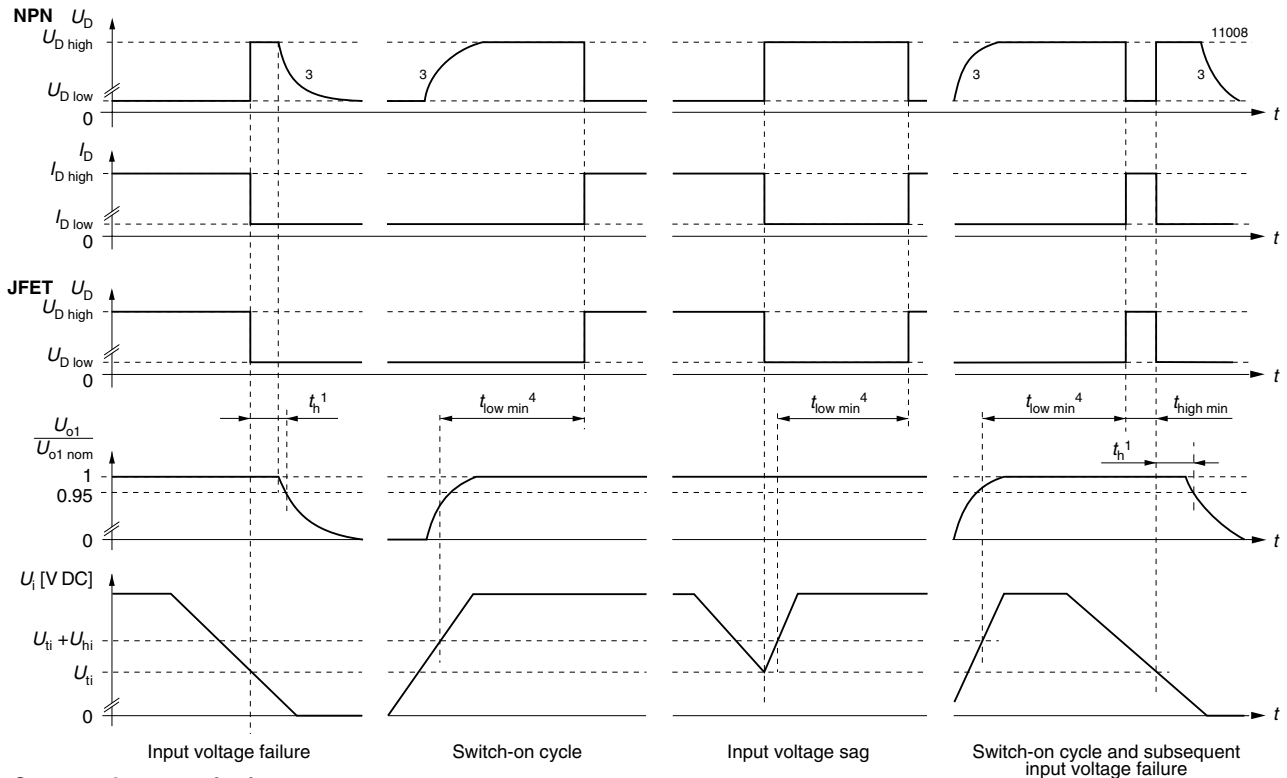 NPN U_D
U_D high
11008
3
3
3
3
U_D low
0
t
I_D
I_D high
I_D low
0
t
JFET U_D
U_D high
U_D low
0
t
t_h^1
t_low min^4
t_low min^4
t_low min^4
t_high min
U_o1
U_o1 nom
t_h^1
1
0.95
0
t
U_i [V DC]
U_ti + U_hi
U_ti
0
t
Input voltage failure
Switch-on cycle
Input voltage sag
Switch-on cycle and subsequent
input voltage failure